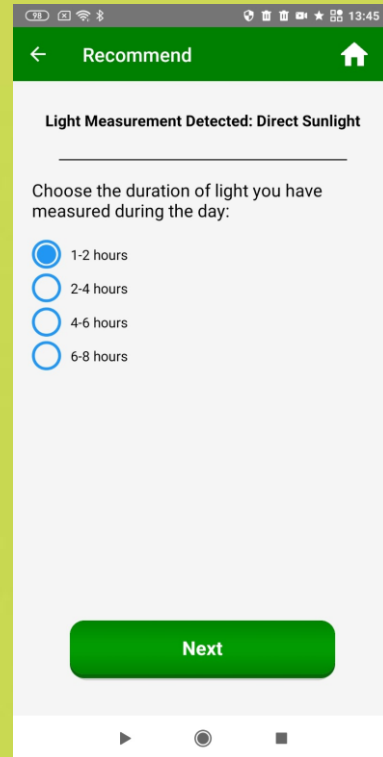 98 13:45
Recommend
Light Measurement Detected: Direct Sunlight
Choose the duration of light you have
measured during the day:
1-2 hours
2-4 hours
4-6 hours
6-8 hours
Next